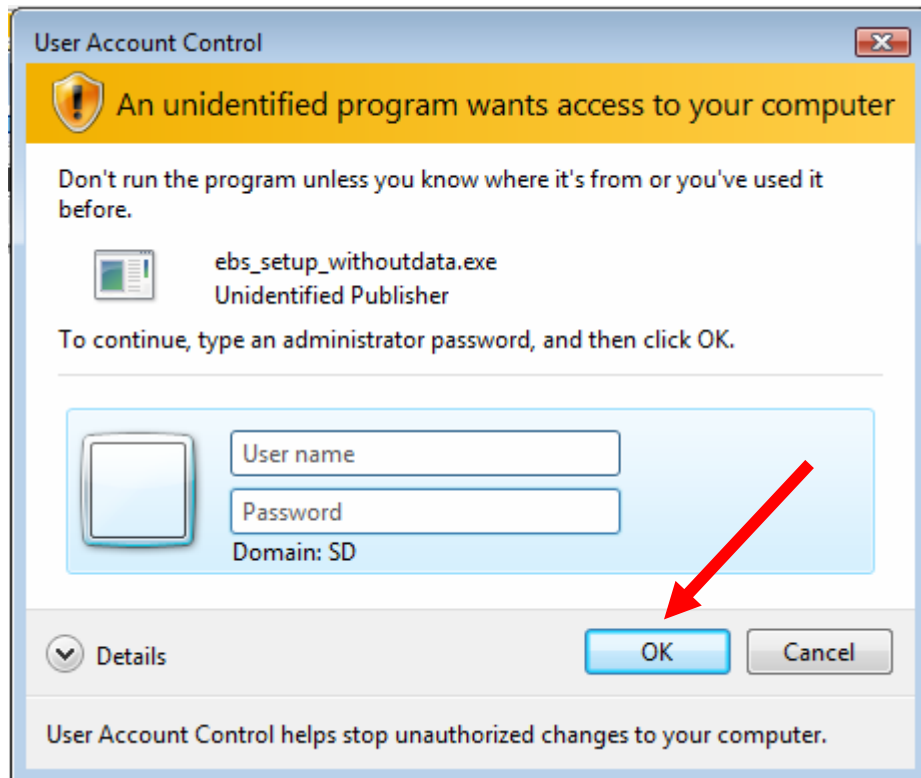 User Account Control
An unidentified program wants access to your computer
Don't run the program unless you know where it's from or you've used it
before.
ebs_setup_withoutdata.exe
Unidentified Publisher
To continue, type an administrator password, and then click OK.
User name
Password
Domain: SD
Details
OK
Cancel
User Account Control helps stop unauthorized changes to your computer.